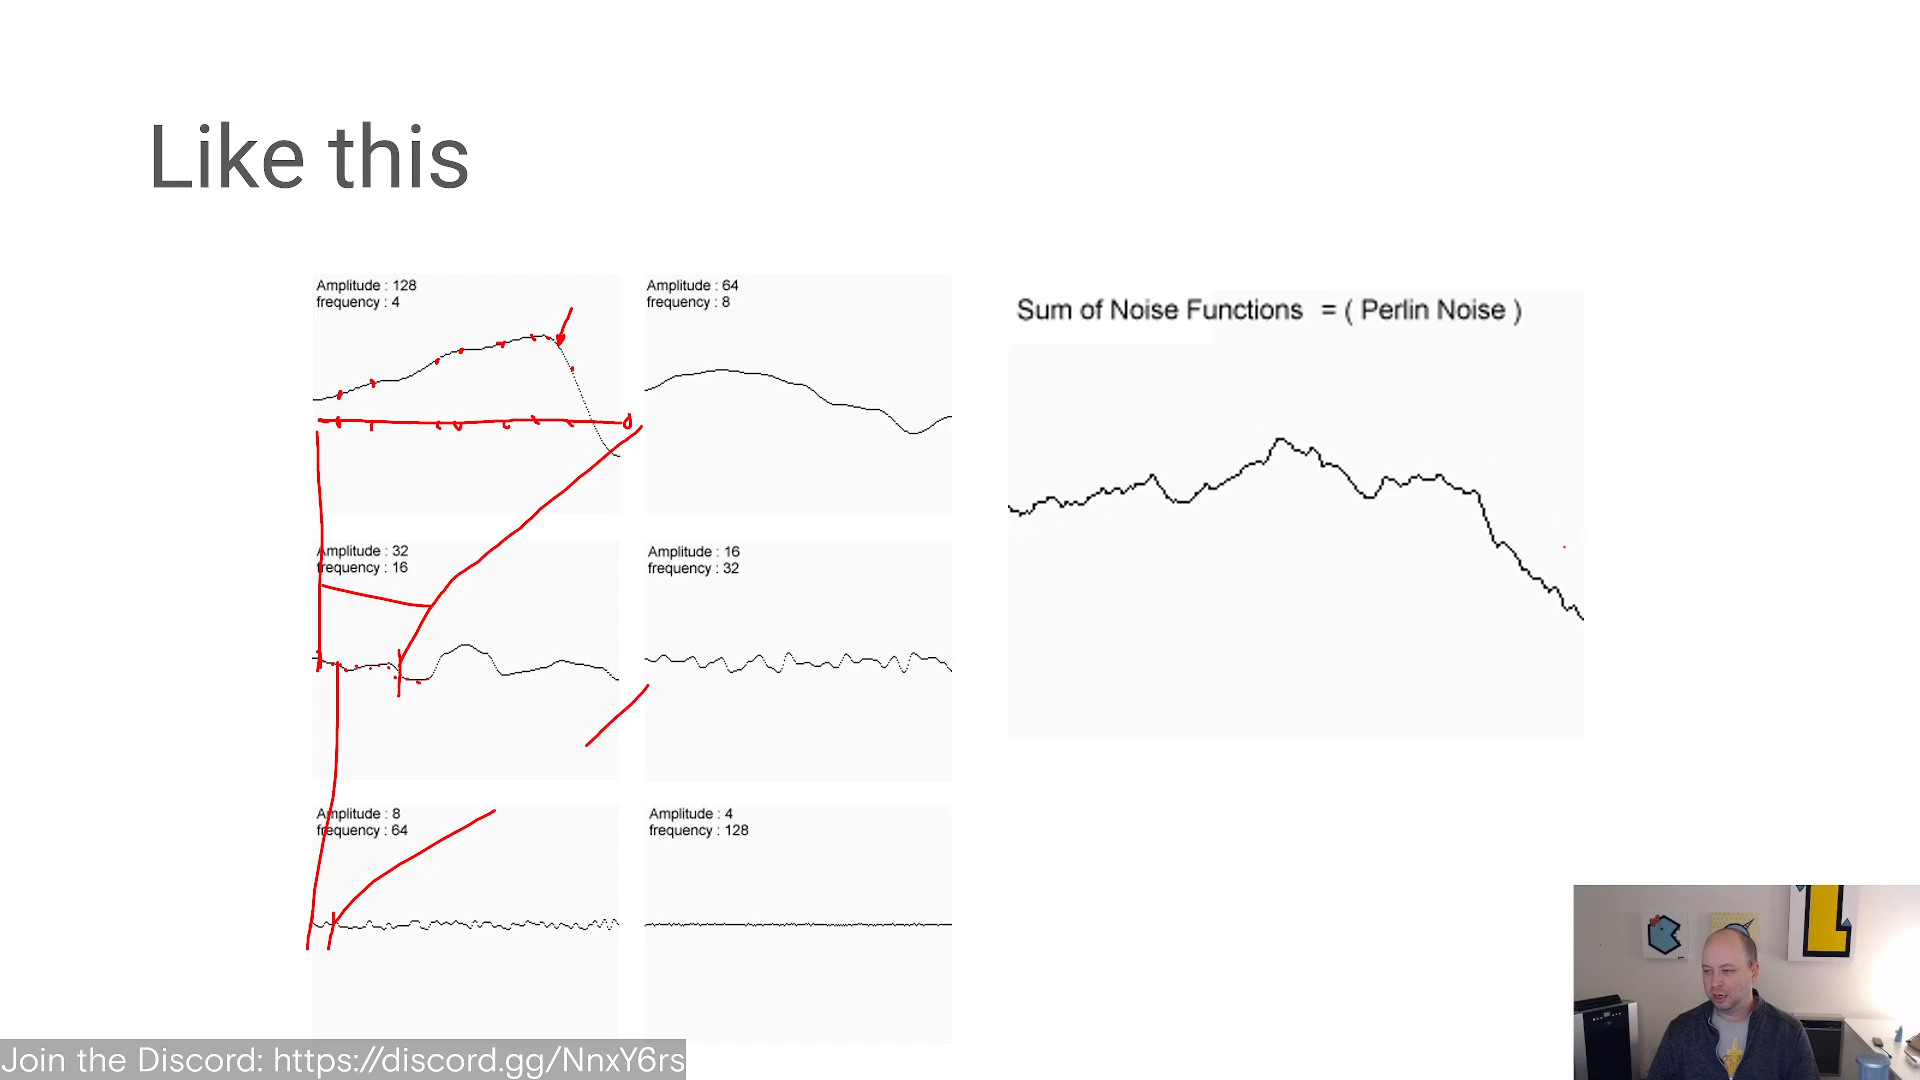 Like this
Amplitude : 128
frequency : 4
Amplitude : 64
frequency : 8
Sum of Noise Functions = ( Perlin Noise )
Amplitude : 32
frequency : 16
Amplitude : 16
frequency : 32
Amplitude : 8
frequency : 64
Amplitude : 4
frequency : 128
Join the Discord: https://discord.gg/NnxY6rs